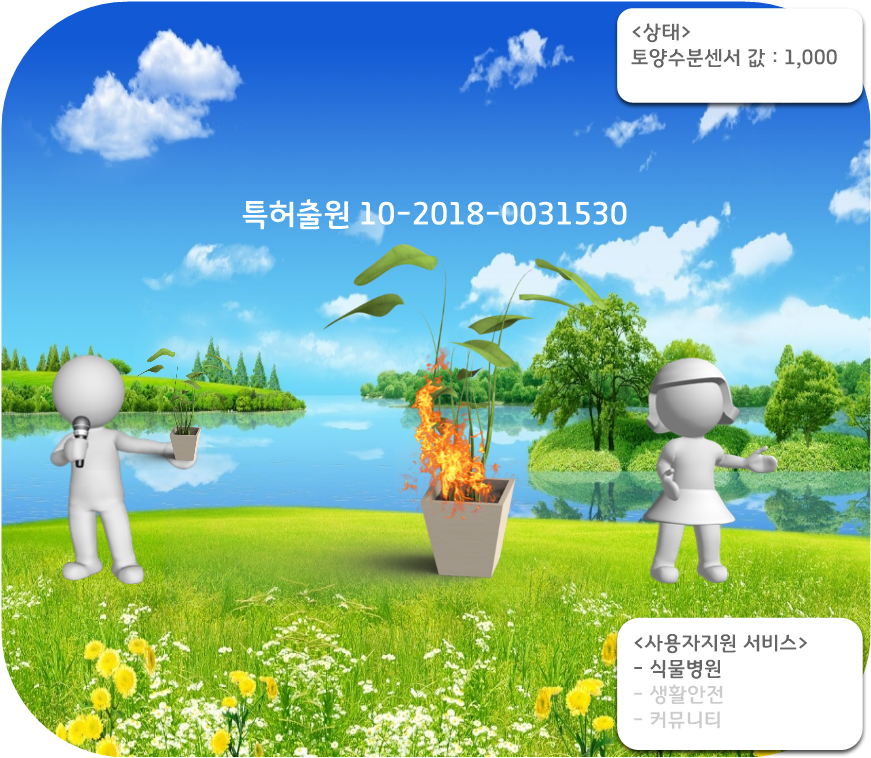 <상태>
토양수분센서 값 : 1,000
특허출원 10-2018-0031530
<사용자지원 서비스>
- 식물병원
- 생활안전
- 커뮤니티